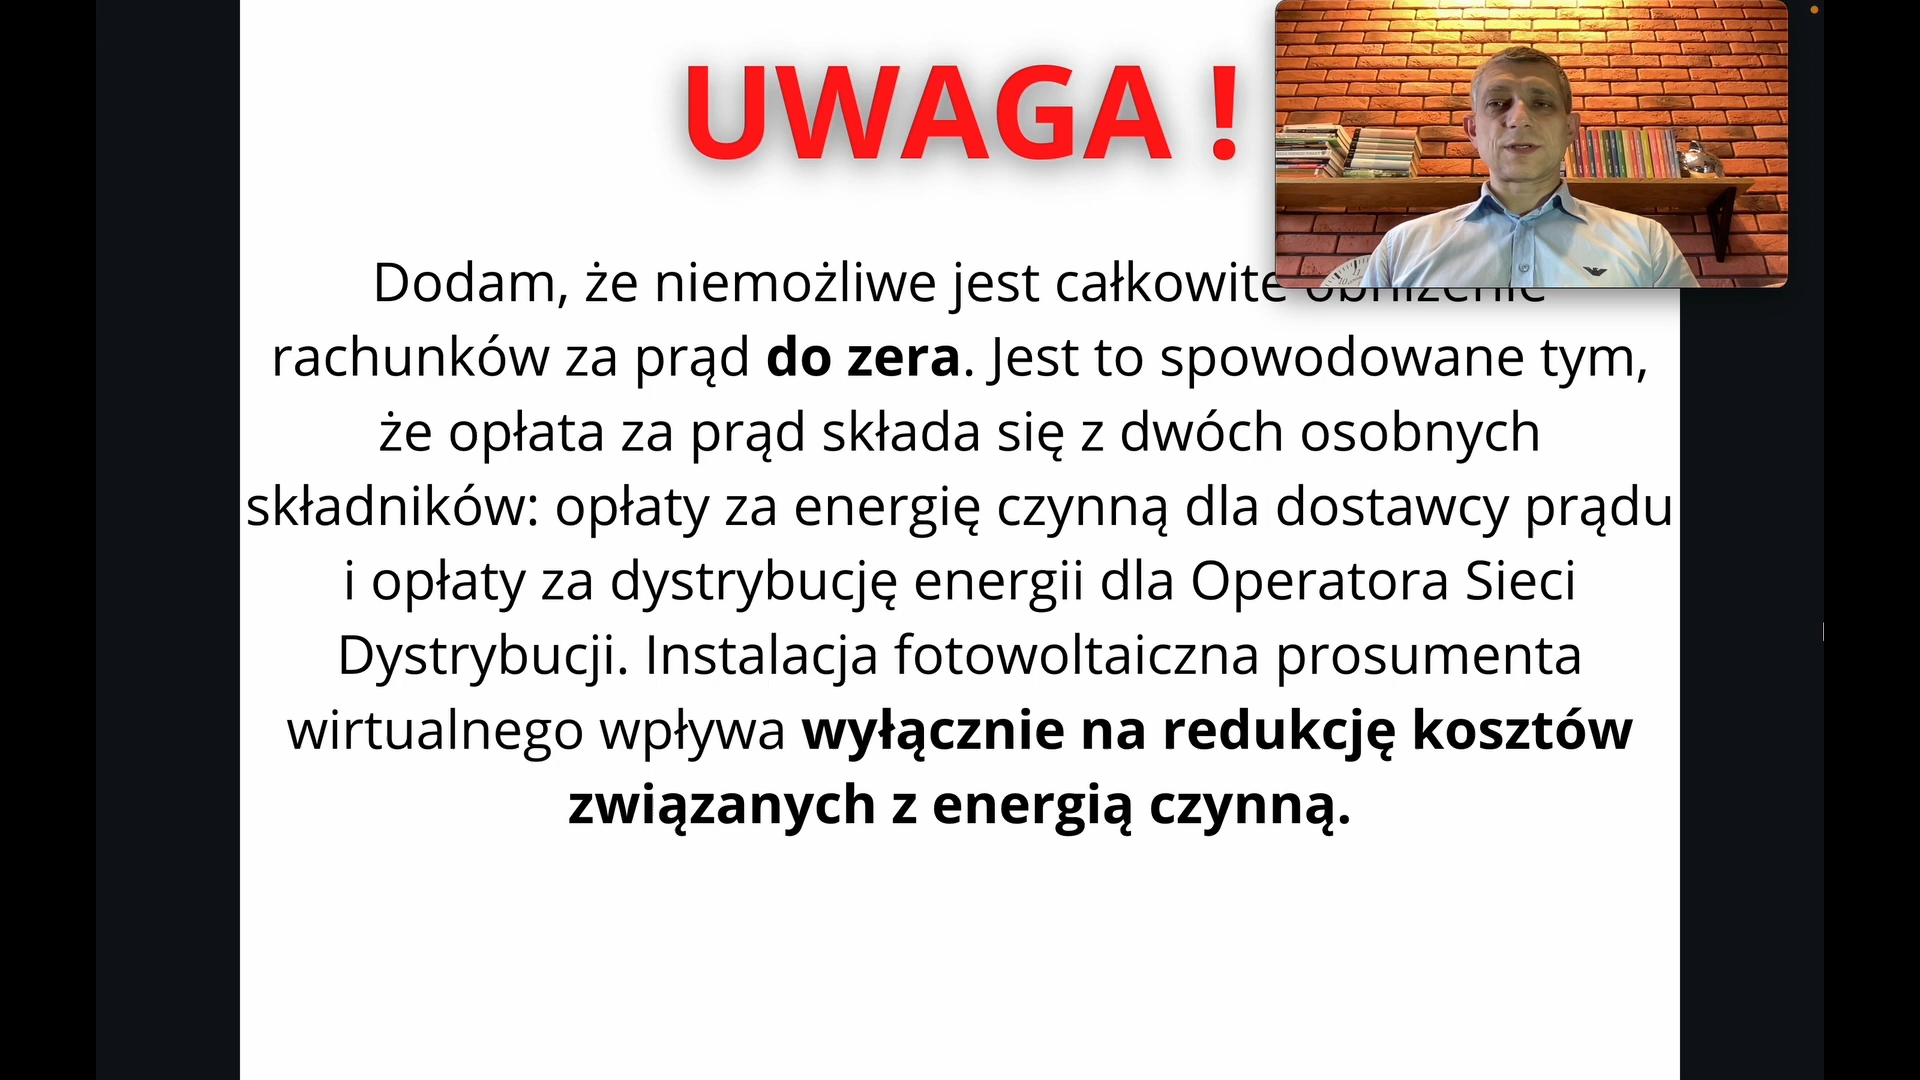 UWAGA !
Dodam, że niemożliwe jest całkowite obniżenie
rachunków za prąd do zera. Jest to spowodowane tym,
że opłata za prąd składa się z dwóch osobnych
składników: opłaty za energię czynną dla dostawcy prądu
i opłaty za dystrybucję energii dla Operatora Sieci
Dystrybucji. Instalacja fotowoltaiczna prosumenta
wirtualnego wpływa wyłącznie na redukcję kosztów
związanych z energią czynną.